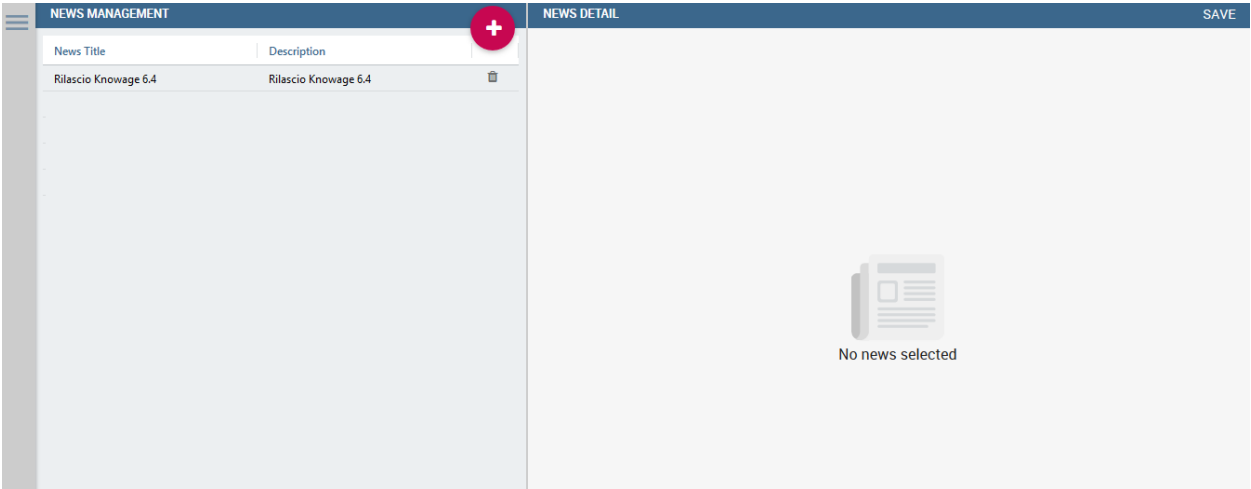 NEWS MANAGEMENT
News Title Description
Rilascio Knowage 6.4 Rilascio Knowage 6.4
NEWS DETAIL SAVE
No news selected